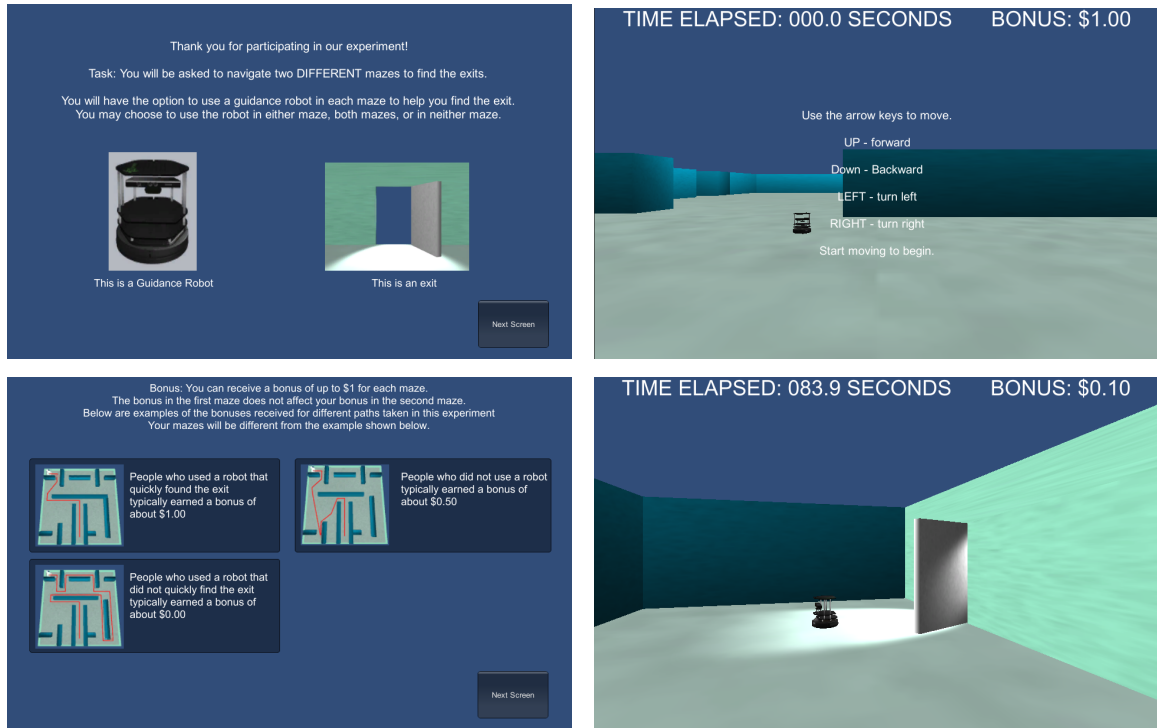 Thank you for participating in our experiment!
Task: You will be asked to navigate two DIFFERENT mazes to find the exits.
You will have the option to use a guidance robot in each maze to help you find the exit.
You may choose to use the robot in either maze, both mazes, or in neither maze.
This is a Guidance Robot
This is an exit
Next Screen
TIME ELAPSED: 000.0 SECONDS BONUS: $1.00
Use the arrow keys to move.
UP - forward
Down - Backward
LEFT - turn left
RIGHT - turn right
Start moving to begin.
Bonus: You can receive a bonus of up to $1 for each maze.
The bonus in the first maze does not affect your bonus in the second maze.
Below are examples of the bonuses received for different paths taken in this experiment
Your mazes will be different from the example shown below.
People who used a robot that
quickly found the exit
typically earned a bonus of
about $1.00
People who did not use a robot
typically earned a bonus of
about $0.50
People who used a robot that
did not quickly find the exit
typically earned a bonus of
about $0.00
Next Screen
TIME ELAPSED: 083.9 SECONDS BONUS: $0.10